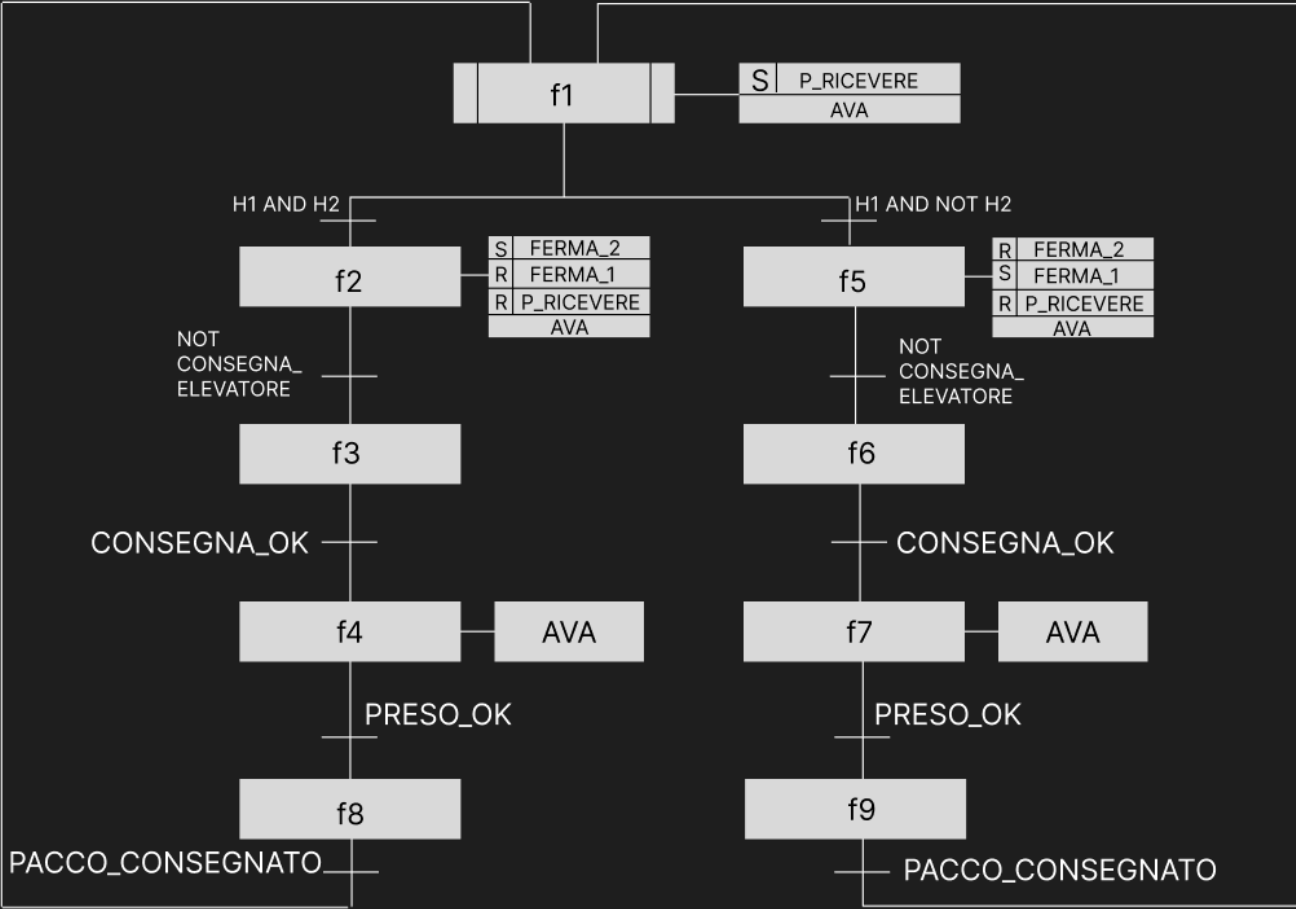 f1
S P_RICEVERE
AVA
H1 AND H2
H1 AND NOT H2
f2
S FERMA_2
R FERMA_1
R P_RICEVERE
AVA
f5
R FERMA_2
S FERMA_1
R P_RICEVERE
AVA
NOT
CONSEGNA_
ELEVATORE
NOT
CONSEGNA_
ELEVATORE
f3
f6
CONSEGNA_OK
CONSEGNA_OK
f4
AVA
f7
AVA
PRESO_OK
PRESO_OK
f8
f9
PACCO_CONSEGNATO
PACCO_CONSEGNATO